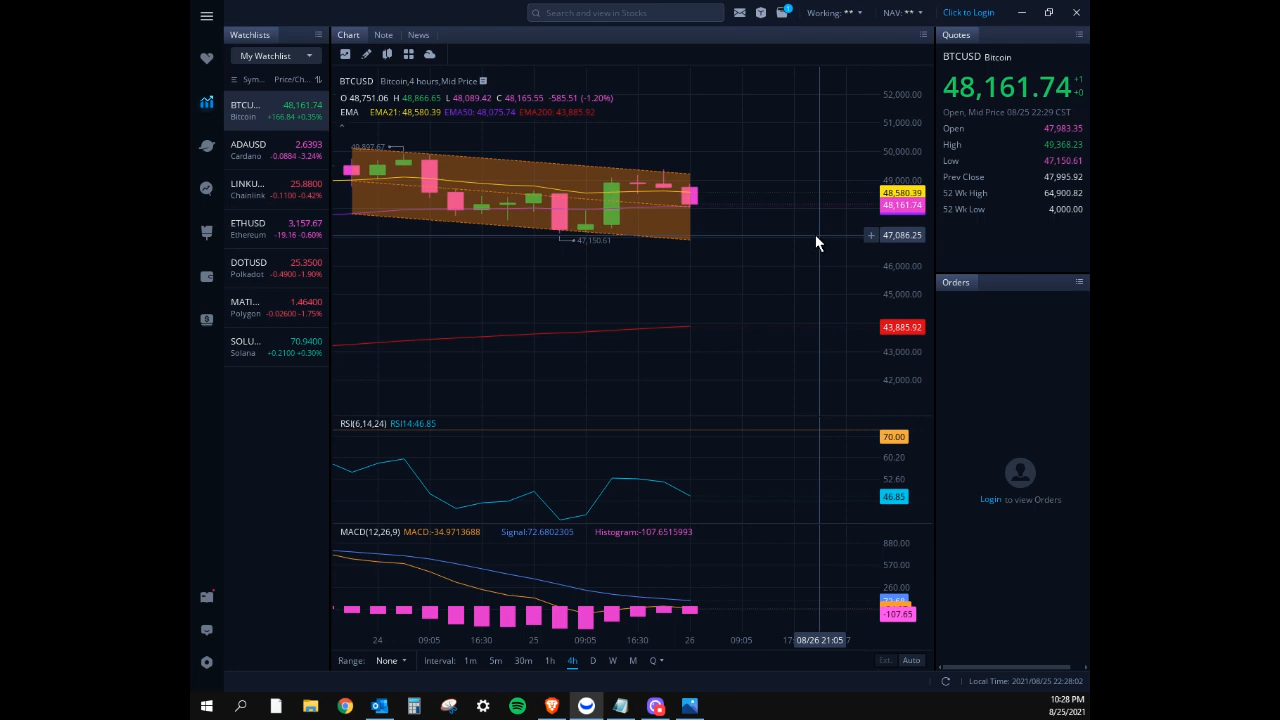 Search and view in Stocks
1
Working: **
NAV: **
Click to Login
Watchlists
Chart
Note
News
Quotes
My Watchlist
Sym...
Price/Ch...
BTCU...
48,161.74
Bitcoin
+166.84 +0.35%
ADAUSD
2.6393
Cardano
-0.0884 -3.24%
LINKU...
25.8800
Chainlink
-0.1100 -0.42%
ETHUSD
3,157.67
Ethereum
-19.16 -0.60%
DOTUSD
25.3500
Polkadot
-0.4900 -1.90%
MATI...
1.46400
Polygon
-0.02600 -1.75%
SOLU...
70.9400
Solana
+0.2100 +0.30%
BTCUSD Bitcoin,4 hours,Mid Price
O 48,751.06 H 48,866.65 L 48,089.42 C 48,165.55 -585.51 (-1.20%)
EMA EMA21: 48,580.39 EMA50: 48,075.74 EMA200: 43,885.92
49,897.67
47,150.61
52,000.00
51,000.00
50,000.00
49,000.00
48,580.39
48,161.74
47,086.25
46,000.00
45,000.00
43,885.92
43,000.00
42,000.00
RSI(6,14,24) RSI14:46.85
70.00
60.20
52.60
46.85
MACD(12,26,9) MACD:-34.9713688 Signal:72.6802305 Histogram:-107.6515993
880.00
570.00
260.00
-107.65
24 09:05 16:30 25 09:05 16:30 26 09:05 17: 08/26 21:05 7
Range: None Interval: 1m 5m 30m 1h 4h D W M Q Ext. Auto
BTCUSD Bitcoin
48,161.74 +1
+0
Open, Mid Price 08/25 22:29 CST
Open 47,983.35
High 49,368.23
Low 47,150.61
Prev Close 47,995.92
52 Wk High 64,900.82
52 Wk Low 4,000.00
Orders
Login to view Orders
Local Time: 2021/08/25 22:28:02
10:28 PM
8/25/2021